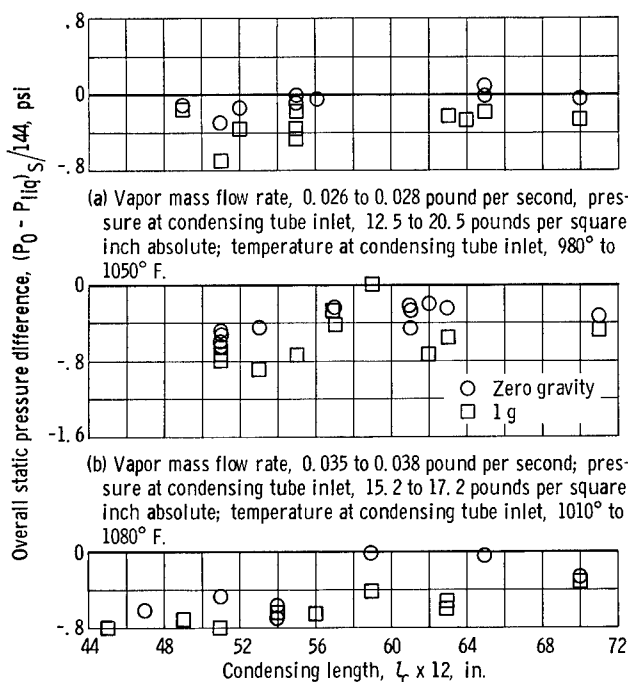 Overall static pressure difference, (P0 - Pliq)s/144, psi
.8
0
-.8
(a) Vapor mass flow rate, 0.026 to 0.028 pound per second, pres-
sure at condensing tube inlet, 12.5 to 20.5 pounds per square
inch absolute; temperature at condensing tube inlet, 980° to
1050° F.
0
-.8
-1.6
Zero gravity
1 g
(b) Vapor mass flow rate, 0.035 to 0.038 pound per second; pres-
sure at condensing tube inlet, 15.2 to 17.2 pounds per square
inch absolute; temperature at condensing tube inlet, 1010° to
1080° F.
0
-.8
44 48 52 56 60 64 68 72
Condensing length, lc x 12, in.